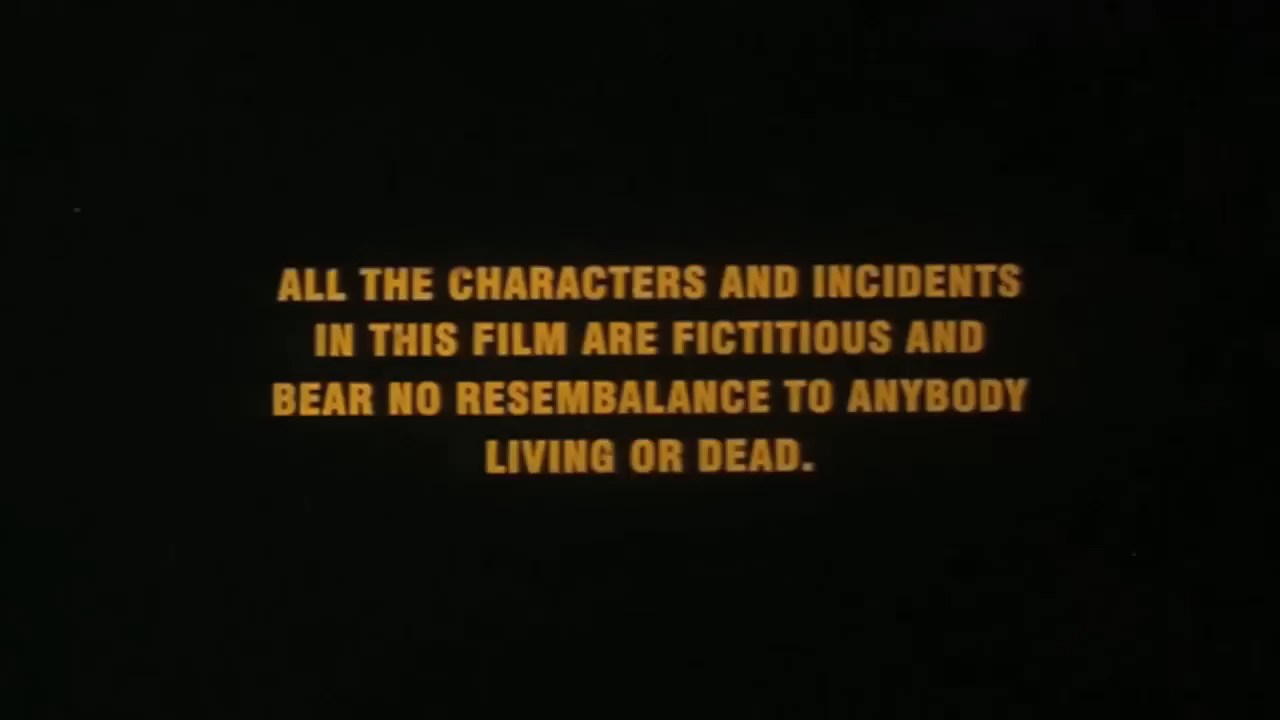 ALL THE CHARACTERS AND INCIDENTS
IN THIS FILM ARE FICTITIOUS AND
BEAR NO RESEMBALANCE TO ANYBODY
LIVING OR DEAD.